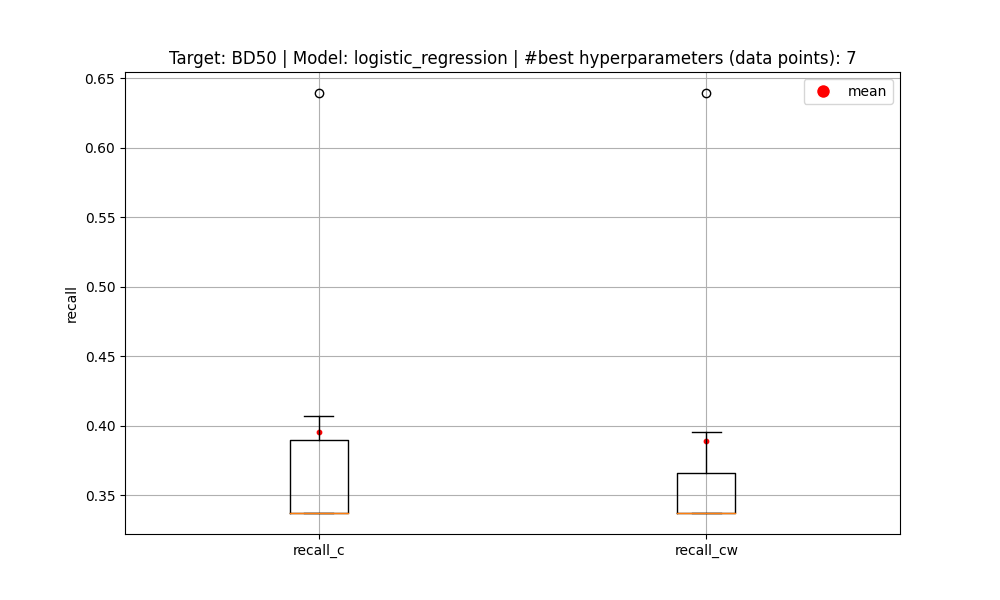 Target: BD50 | Model: logistic_regression | #best hyperparameters (data points): 7
mean
recall
0.65
0.60
0.55
0.50
0.45
0.40
0.35
recall_c
recall_cw